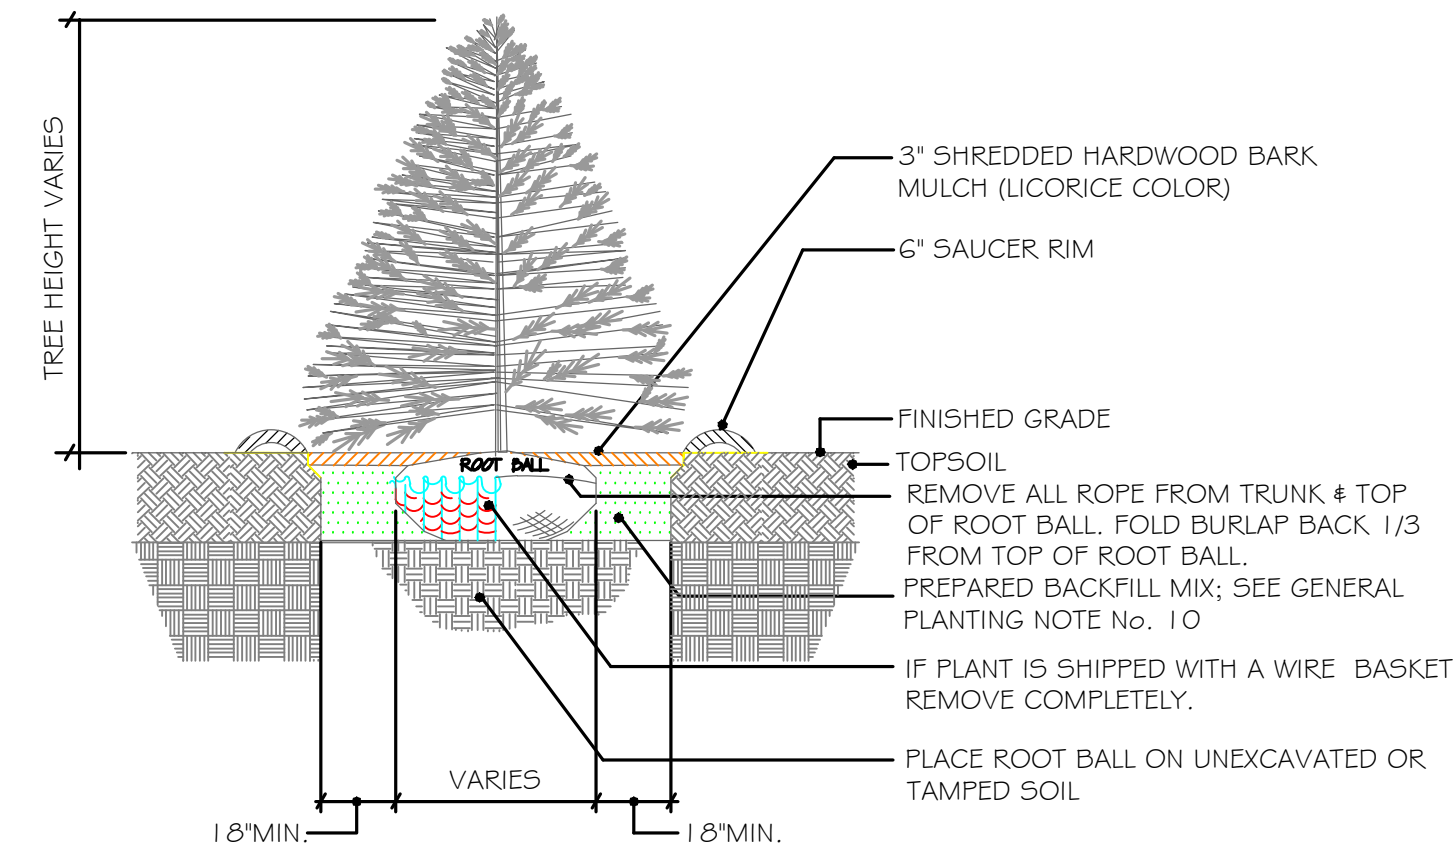 TREE HEIGHT VARIES
3" SHREDDED HARDWOOD BARK
MULCH (LICORICE COLOR)
6" SAUCER RIM
FINISHED GRADE
TOPSOIL
ROOT BALL
REMOVE ALL ROPE FROM TRUNK & TOP
OF ROOT BALL. FOLD BURLAP BACK 1/3
FROM TOP OF ROOT BALL.
PREPARED BACKFILL MIX; SEE GENERAL
PLANTING NOTE No. 10
IF PLANT IS SHIPPED WITH A WIRE BASKET
REMOVE COMPLETELY.
PLACE ROOT BALL ON UNEXCAVATED OR
TAMPED SOIL
VARIES
18"MIN.
18"MIN.